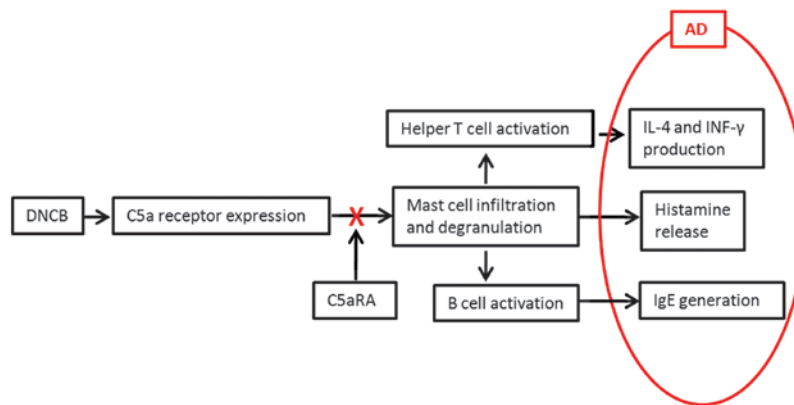 AD
Helper T cell activation
IL-4 and INF-γ
production
DNCB
C5a receptor expression
X
Mast cell infiltration
and degranulation
Histamine
release
C5aRA
B cell activation
IgE generation